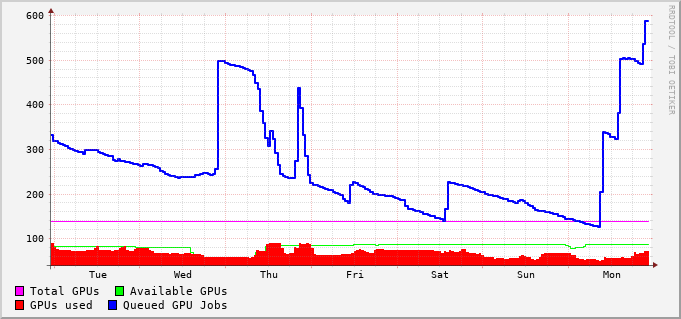 600
500
400
300
200
100
Tue Wed Thu Fri Sat Sun Mon
Total GPUs Available GPUs
GPUs used Queued GPU Jobs
RRDTOOL / TOBI OETIKER